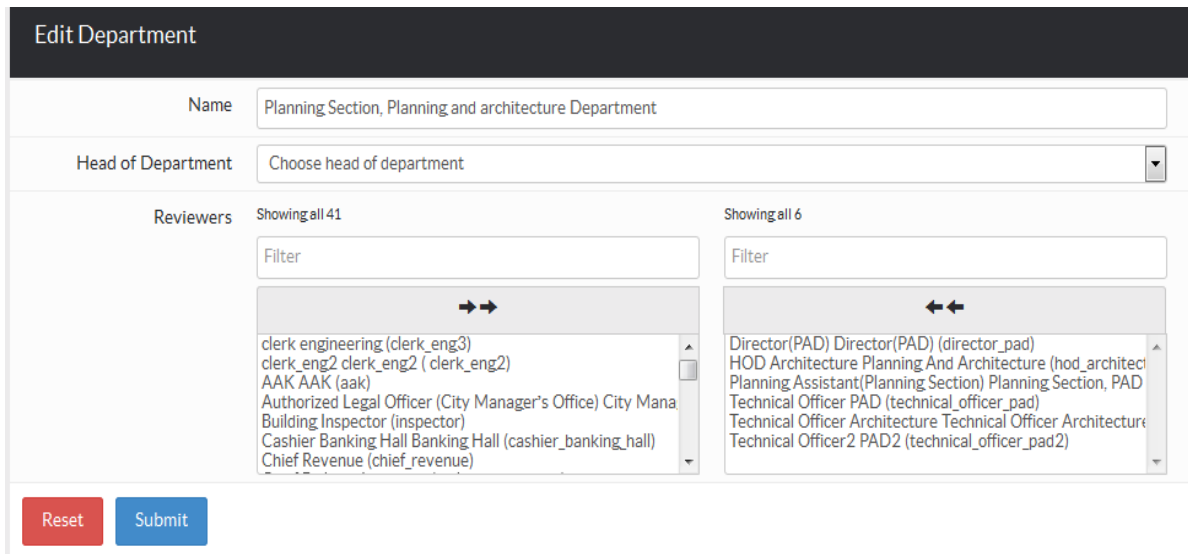 Edit Department
Name
Planning Section, Planning and architecture Department
Head of Department
Choose head of department
Reviewers
Showing all 41
Filter
clerk engineering (clerk_eng3)
clerk_eng2 clerk_eng2 ( clerk_eng2)
AAK AAK (aak)
Authorized Legal Officer (City Manager's Office) City Mana
Building Inspector (inspector)
Cashier Banking Hall Banking Hall (cashier_banking_hall)
Chief Revenue (chief_revenue)
Showing all 6
Filter
Director(PAD) Director(PAD) (director_pad)
HOD Architecture Planning And Architecture (hod_architect
Planning Assistant(Planning Section) Planning Section, PAD
Technical Officer PAD (technical_officer_pad)
Technical Officer Architecture Technical Officer Architecture
Technical Officer2 PAD2 (technical_officer_pad2)
Reset
Submit